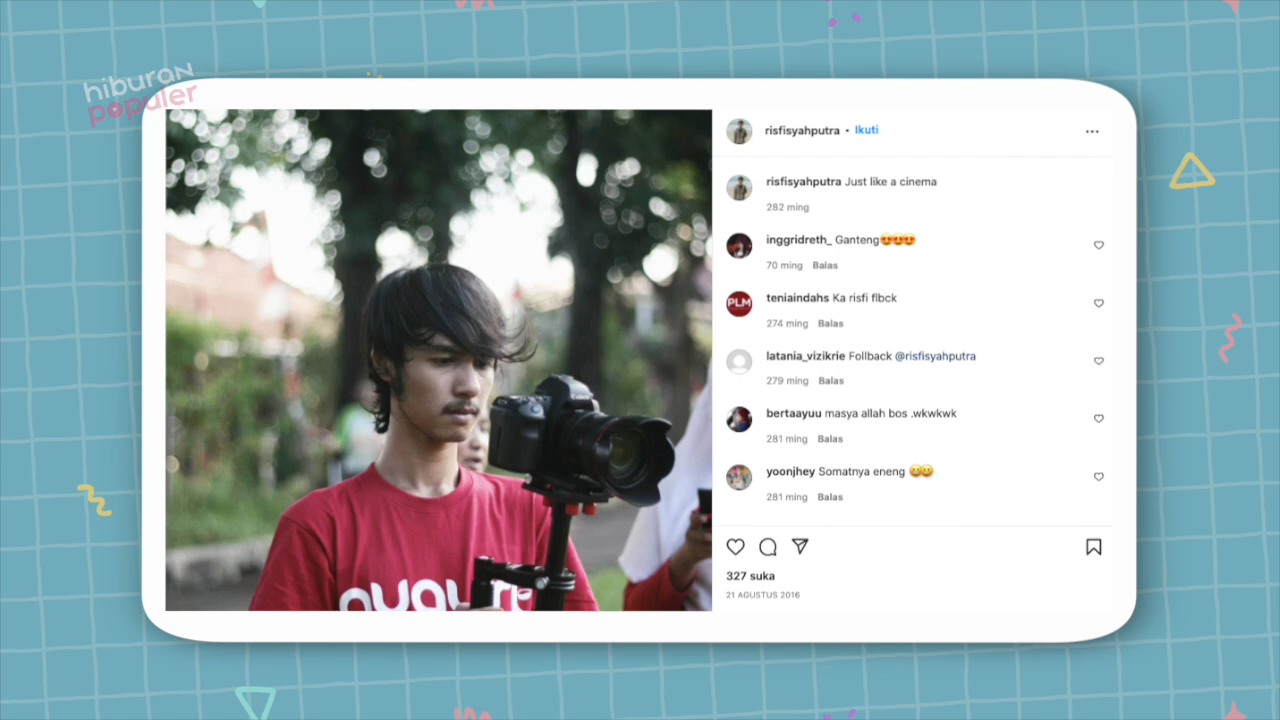 hiburan
populer
risfisyahputra • Ikuti
risfisyahputra Just like a cinema
282 ming
inggridreth_ Ganteng😍😍😍
70 ming Balas
PLM
teniaindahs Ka risfi flbck
274 ming Balas
latania_vizikrie Follback @risfisyahputra
279 ming Balas
bertaayuu masya allah bos .wkwkwk
281 ming Balas
yoonjhey Somatnya eneng 😆😆
281 ming Balas
327 suka
21 AGUSTUS 2016